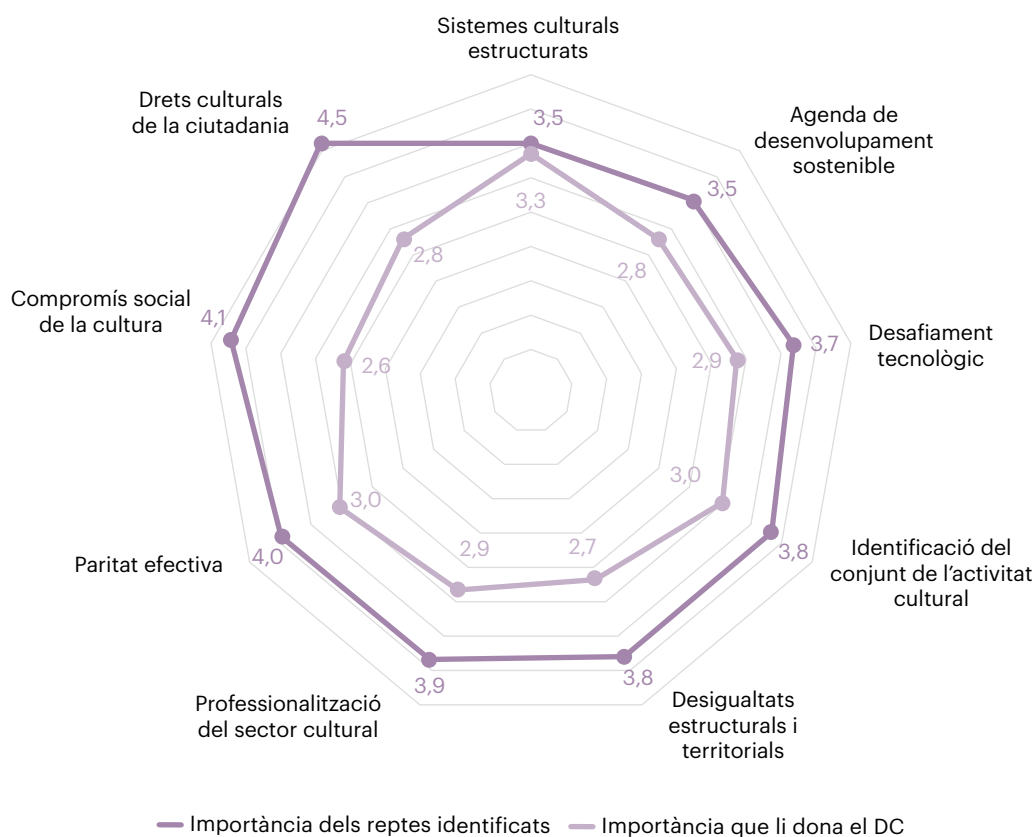 Sistemes culturals
estructurats
Drets culturals
de la ciutadania
4,5
3,5
Agenda de
desenvolupament
sostenible
3,5
3,3
2,8
2,8
Compromís social
de la cultura
4,1
2,6
2,9
3,7
Desafiament
tecnològic
3,0
3,0
Paritat efectiva
4,0
2,9
2,7
3,8
Identificació del
conjunt de l’activitat
cultural
3,9
3,8
Professionalització
del sector cultural
Desigualtats
estructurals i
territorials
Importància dels reptes identificats
Importància que li dona el DC